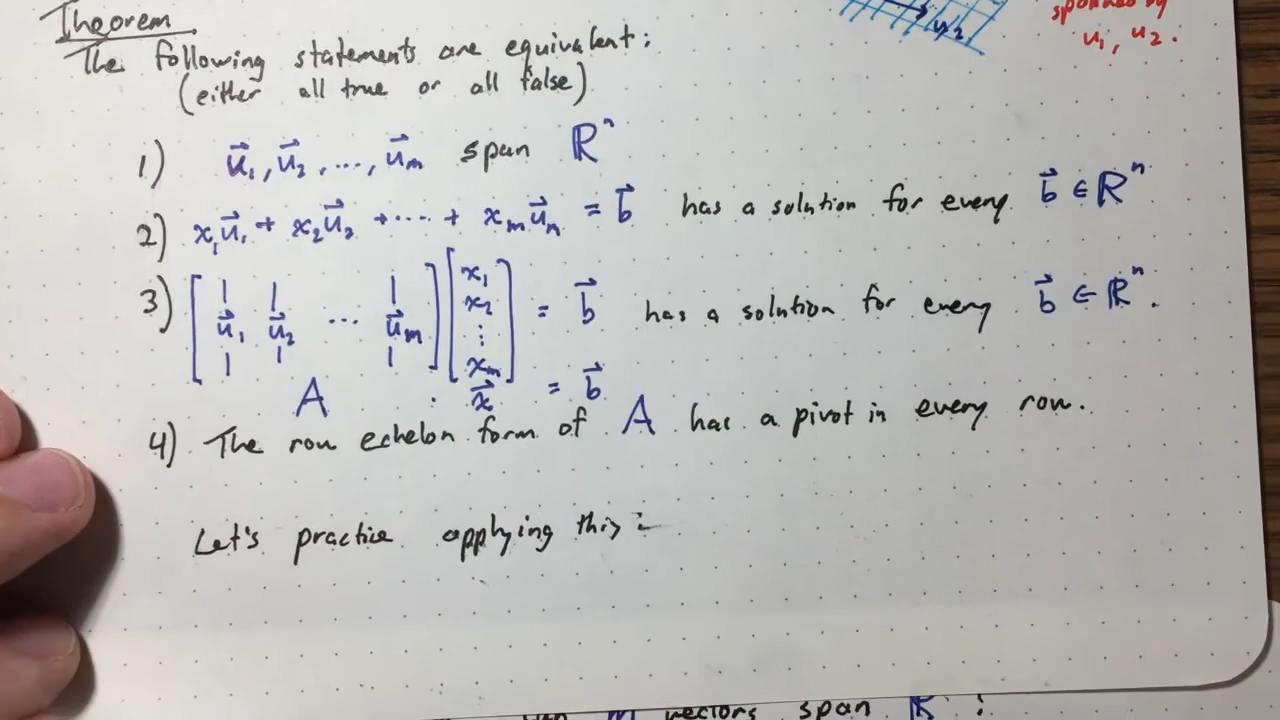 Theorem
The following statements are equivalent:
(either all true or all false)
u₂
spanned by
u₁, u₂.
1) u⃗₁, u⃗₂, ..., u⃗ₘ span ℝⁿ
2) x₁u⃗₁ + x₂u⃗₂ + ⋯ + xₘu⃗ₙ = b⃗ has a solution for every b⃗ ∈ ℝⁿ
3) [u⃗₁ u⃗₂ ⋯ u⃗ₘ] [x₁ x₂ ⋮ xₘ] = b⃗ has a solution for every b⃗ ∈ ℝⁿ.
A · x⃗ = b⃗
4) The row echelon form of A has a pivot in every row.
Let's practice applying this:
m vectors span ℝ :